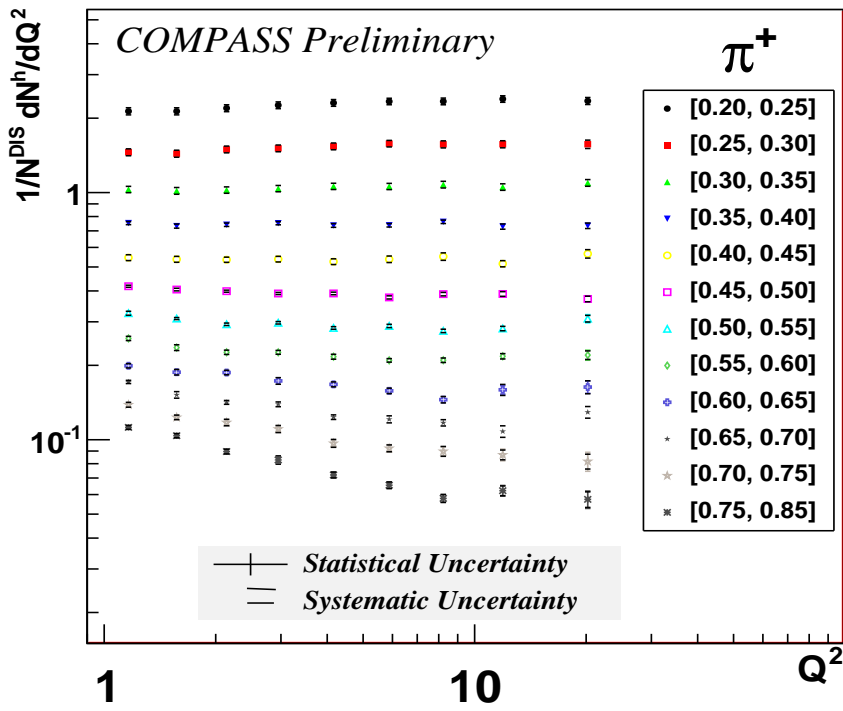 COMPASS Preliminary
π⁺
1/N^DIS dN^h/dQ²
1
10⁻¹
[0.20, 0.25]
[0.25, 0.30]
[0.30, 0.35]
[0.35, 0.40]
[0.40, 0.45]
[0.45, 0.50]
[0.50, 0.55]
[0.55, 0.60]
[0.60, 0.65]
[0.65, 0.70]
[0.70, 0.75]
[0.75, 0.85]
Statistical Uncertainty
Systematic Uncertainty
1
10
Q²